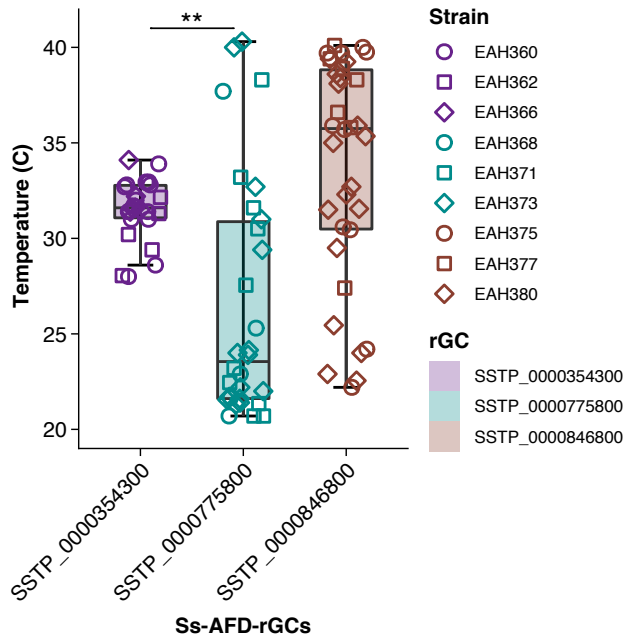 **
40
35
30
25
20
Temperature (C)
SSTP_0000354300
SSTP_0000775800
SSTP_0000846800
Ss-AFD-rGCs
Strain
EAH360
EAH362
EAH366
EAH368
EAH371
EAH373
EAH375
EAH377
EAH380
rGC
SSTP_0000354300
SSTP_0000775800
SSTP_0000846800